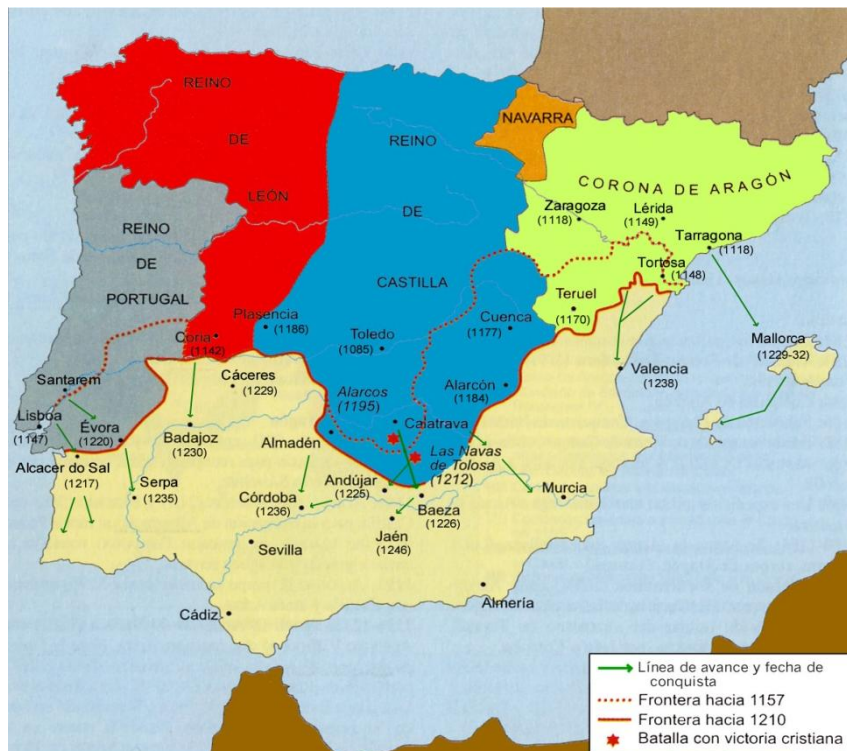 REINO
DE
LEÓN
REINO
DE
CASTILLA
NAVARRA
CORONA DE ARAGÓN
REINO
DE
PORTUGAL
Zaragoza
(1118)
Lérida
(1149)
Tarragona
(1118)
Tortosa
(1148)
Teruel
(1170)
Plasencia
(1186)
Coria
(1142)
Toledo
(1085)
Cuenca
(1177)
Mallorca
(1229-32)
Valencia
(1238)
Santarem
Lisboa
(1147)
Cáceres
(1229)
Alarcos
(1195)
Alarcón
(1184)
Évora
(1220)
Badajoz
(1230)
Almadén
Calatrava
Las Navas
de Tolosa
(1212)
Alcacer do Sal
(1217)
Serpa
(1235)
Córdoba
(1236)
Andújar
(1225)
Baeza
(1226)
Murcia
Jaén
(1246)
Sevilla
Cádiz
Almería
Línea de avance y fecha de
conquista
Frontera hacia 1157
Frontera hacia 1210
Batalla con victoria cristiana